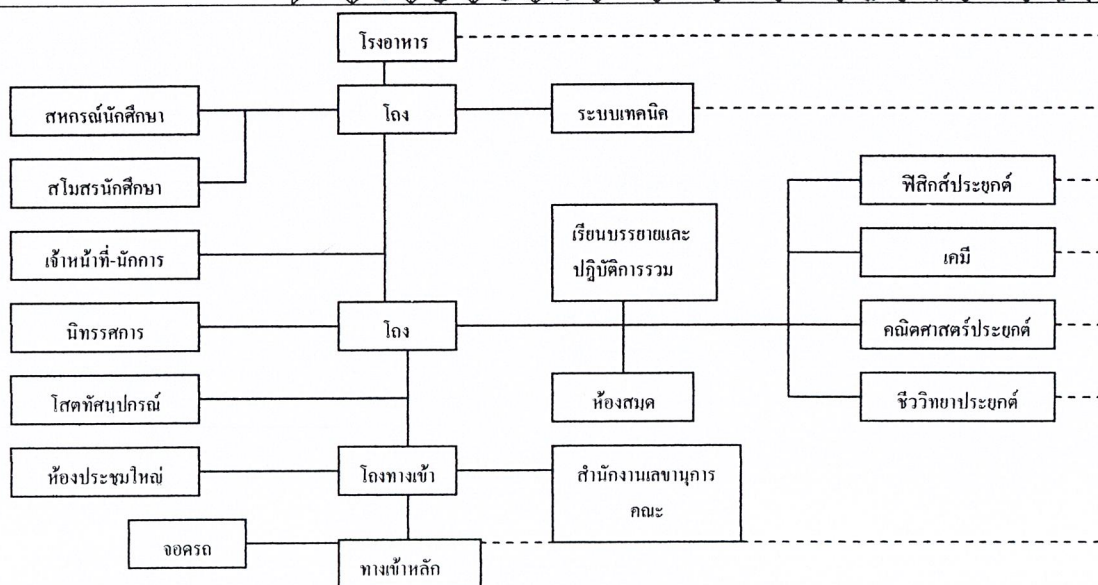 โรงอาหาร
สหกรณ์นักศึกษา
โถง
ระบบเทคนิค
สโมสรนักศึกษา
ฟิสิกส์ประยุกต์
เรียนบรรยายและ
ปฎิบัติการรวม
เจ้าหน้าที่-นักการ
เคมี
นิทรรศการ
โถง
คณิตศาสตร์ประยุกต์
โสตทัศนุปกรณ์
ห้องสมุด
ชีววิทยาประยุกต์
ห้องประชุมใหญ่
โถงทางเข้า
สำนักงานเลขานุการ
คณะ
จอดรถ
ทางเข้าหลัก